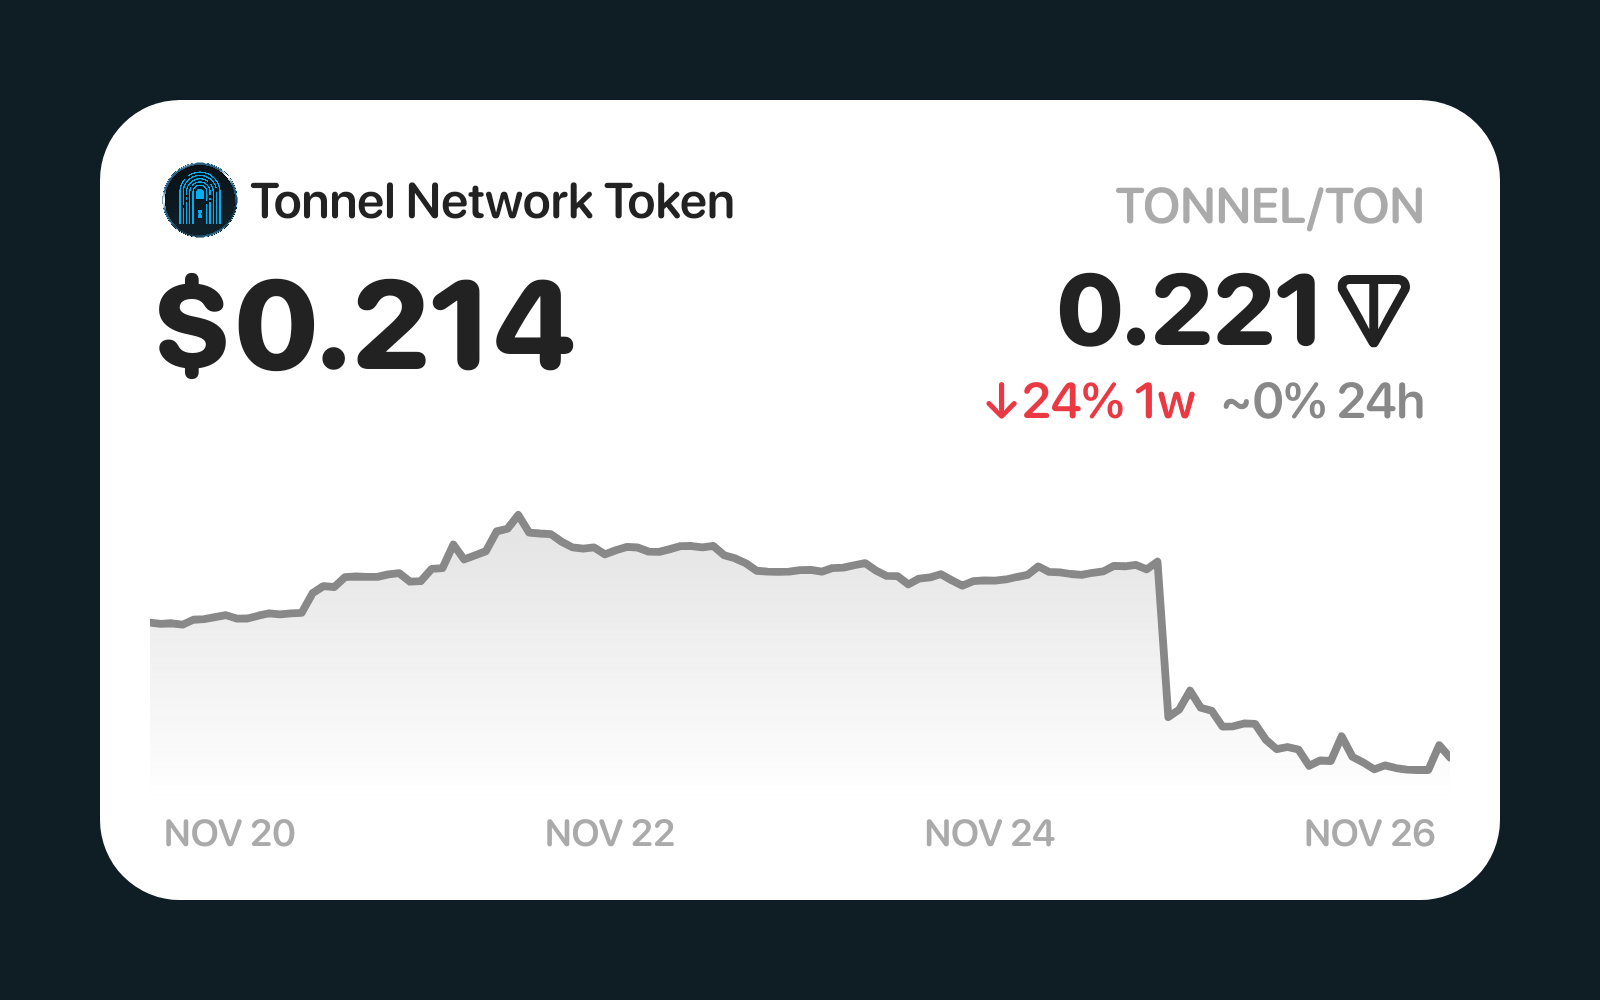 Tonnel Network Token
TONNEL/TON
$0.214
0.221
↓24% 1w ~0% 24h
NOV 20 NOV 22 NOV 24 NOV 26